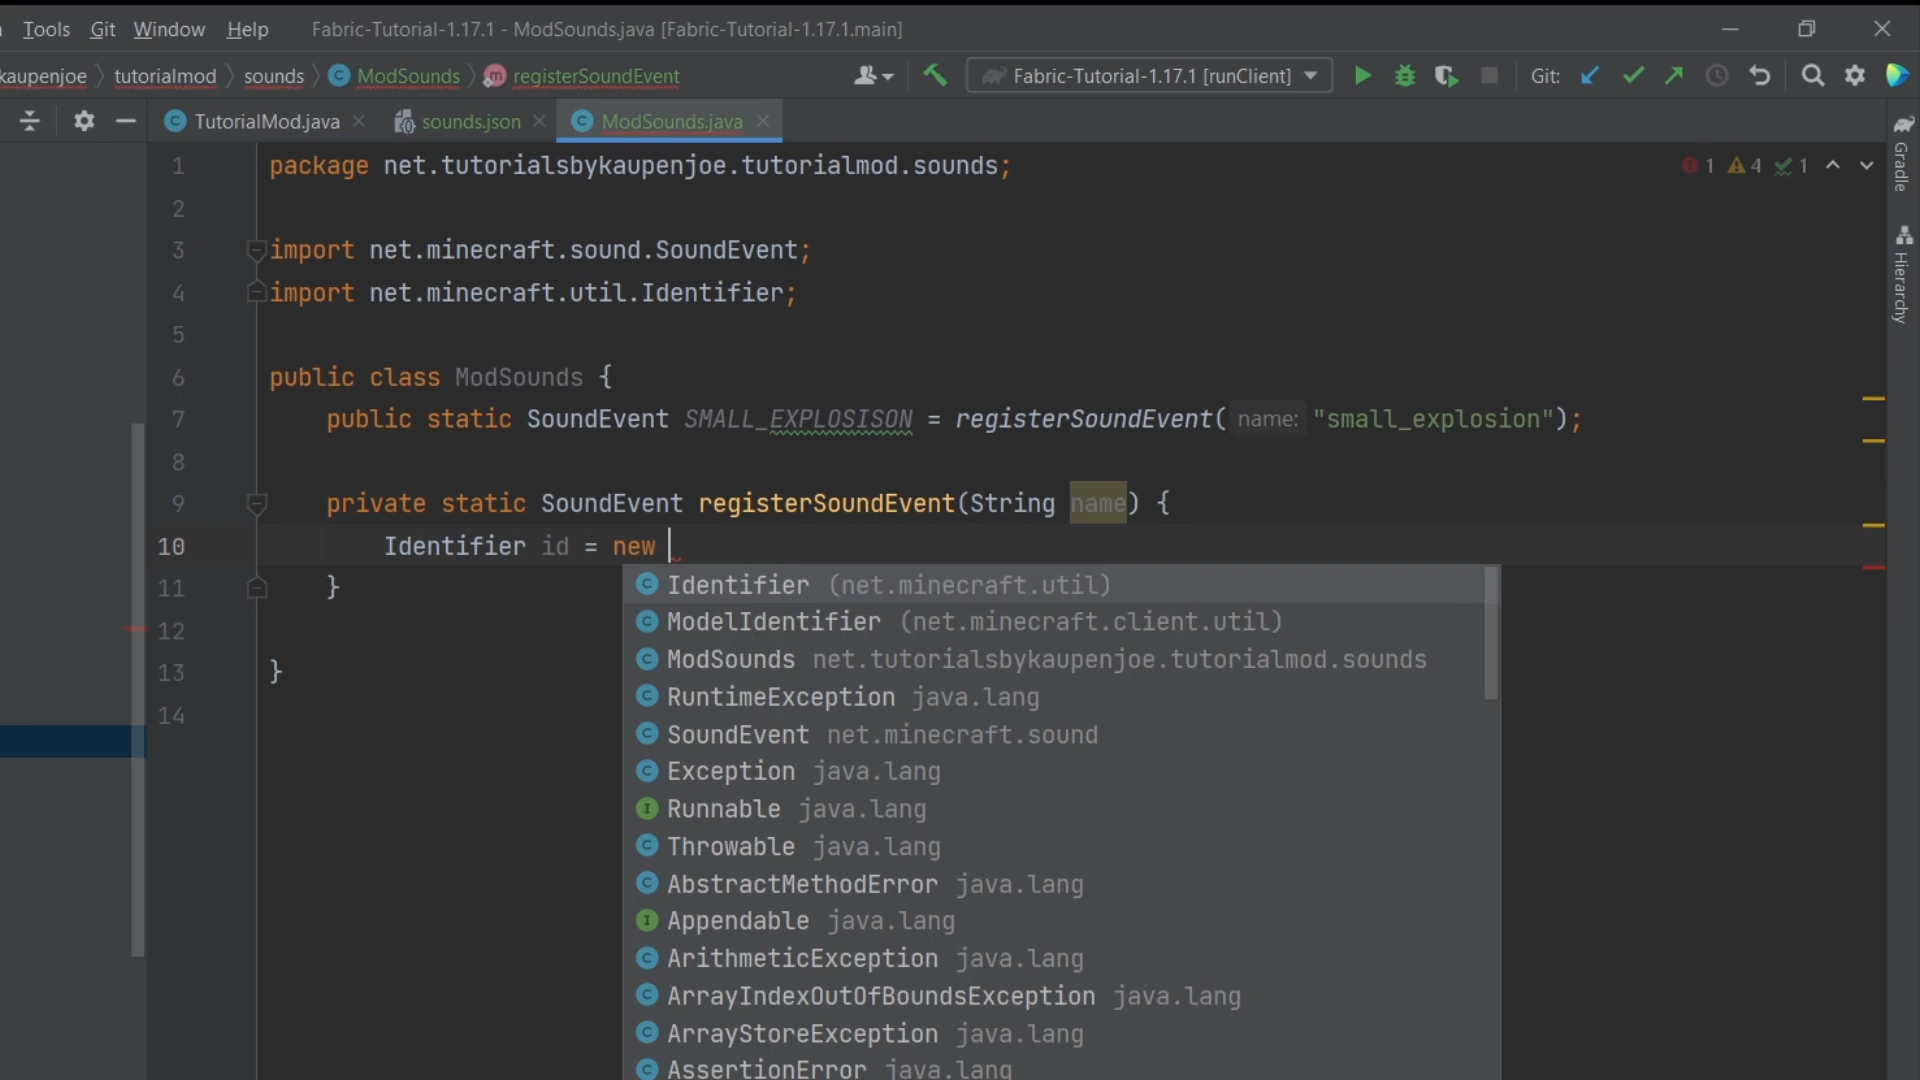 Tools Git Window Help Fabric-Tutorial-1.17.1 - ModSounds.java [Fabric-Tutorial-1.17.1.main]
kaupenjoe tutorialmod sounds ModSounds registerSoundEvent Fabric-Tutorial-1.17.1 [runClient] Git:
TutorialMod.java sounds.json ModSounds.java
1 package net.tutorialsbykaupenjoe.tutorialmod.sounds; 1 4 1
2
3 import net.minecraft.sound.SoundEvent;
4 import net.minecraft.util.Identifier;
5
6 public class ModSounds {
7 public static SoundEvent SMALL_EXPLOSISON = registerSoundEvent( name: "small_explosion");
8
9 private static SoundEvent registerSoundEvent(String name) {
10 Identifier id = new
11 }
12
13 }
14
Identifier (net.minecraft.util)
ModelIdentifier (net.minecraft.client.util)
ModSounds net.tutorialsbykaupenjoe.tutorialmod.sounds
RuntimeException java.lang
SoundEvent net.minecraft.sound
Exception java.lang
Runnable java.lang
Throwable java.lang
AbstractMethodError java.lang
Appendable java.lang
ArithmeticException java.lang
ArrayIndexOutOfBoundsException java.lang
ArrayStoreException java.lang
AssertionError java.lang
Gradle
Hierarchy